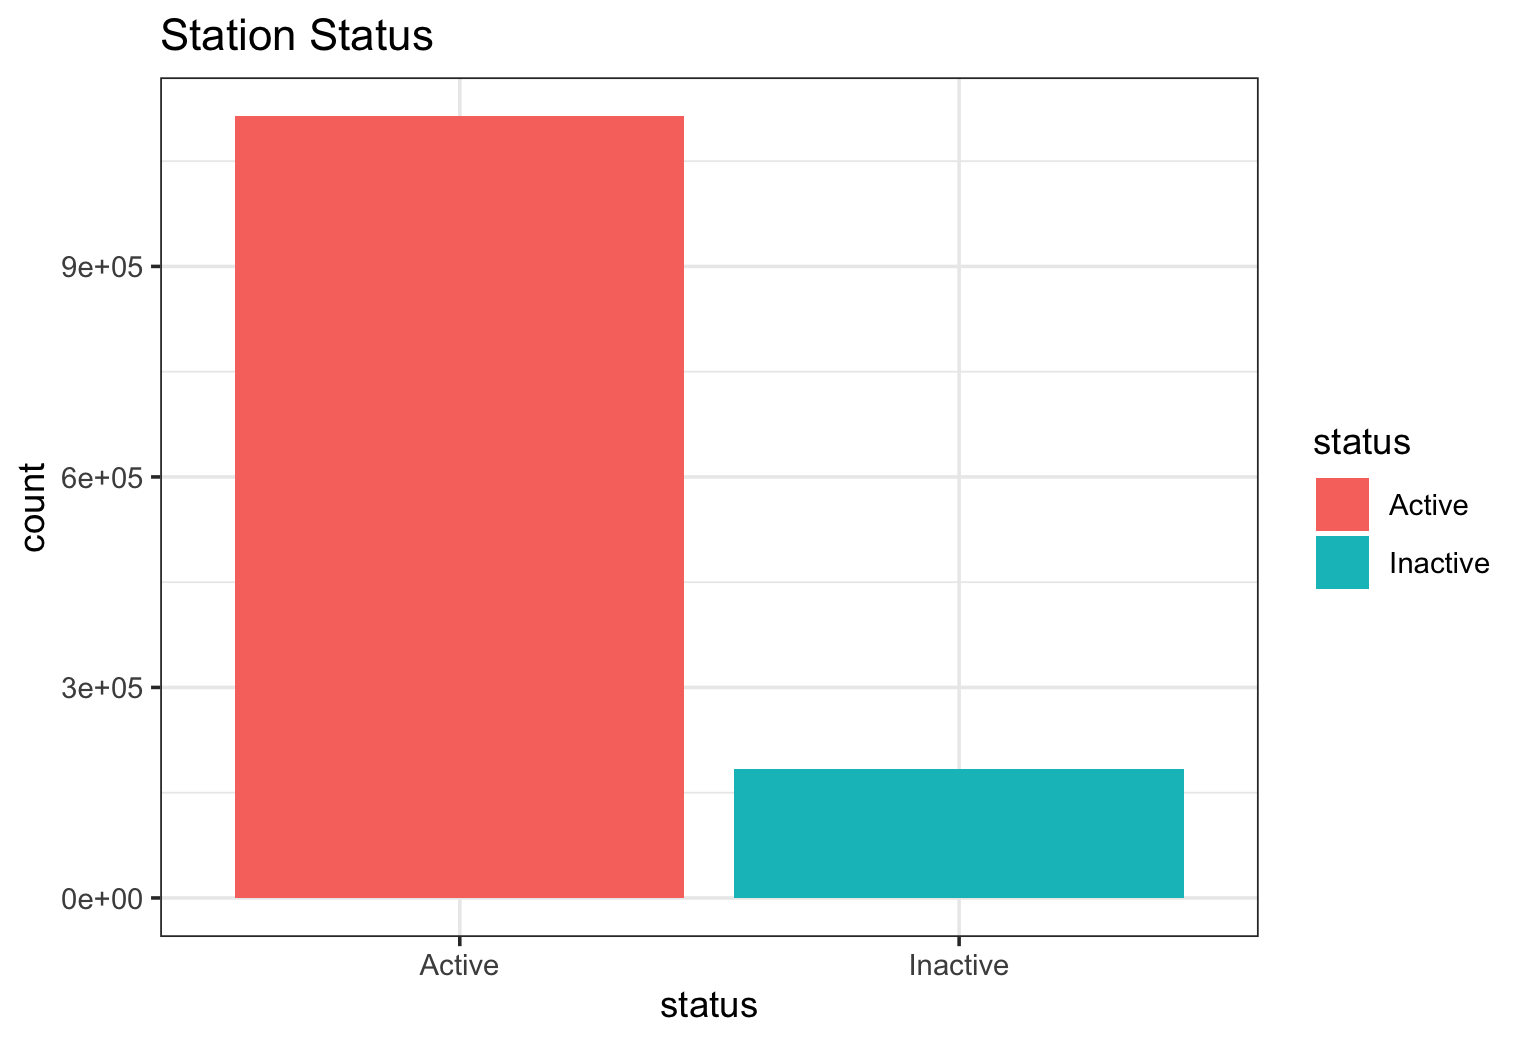 Station Status
count
9e+05
6e+05
3e+05
0e+00
Active
Inactive
status
status
Active
Inactive